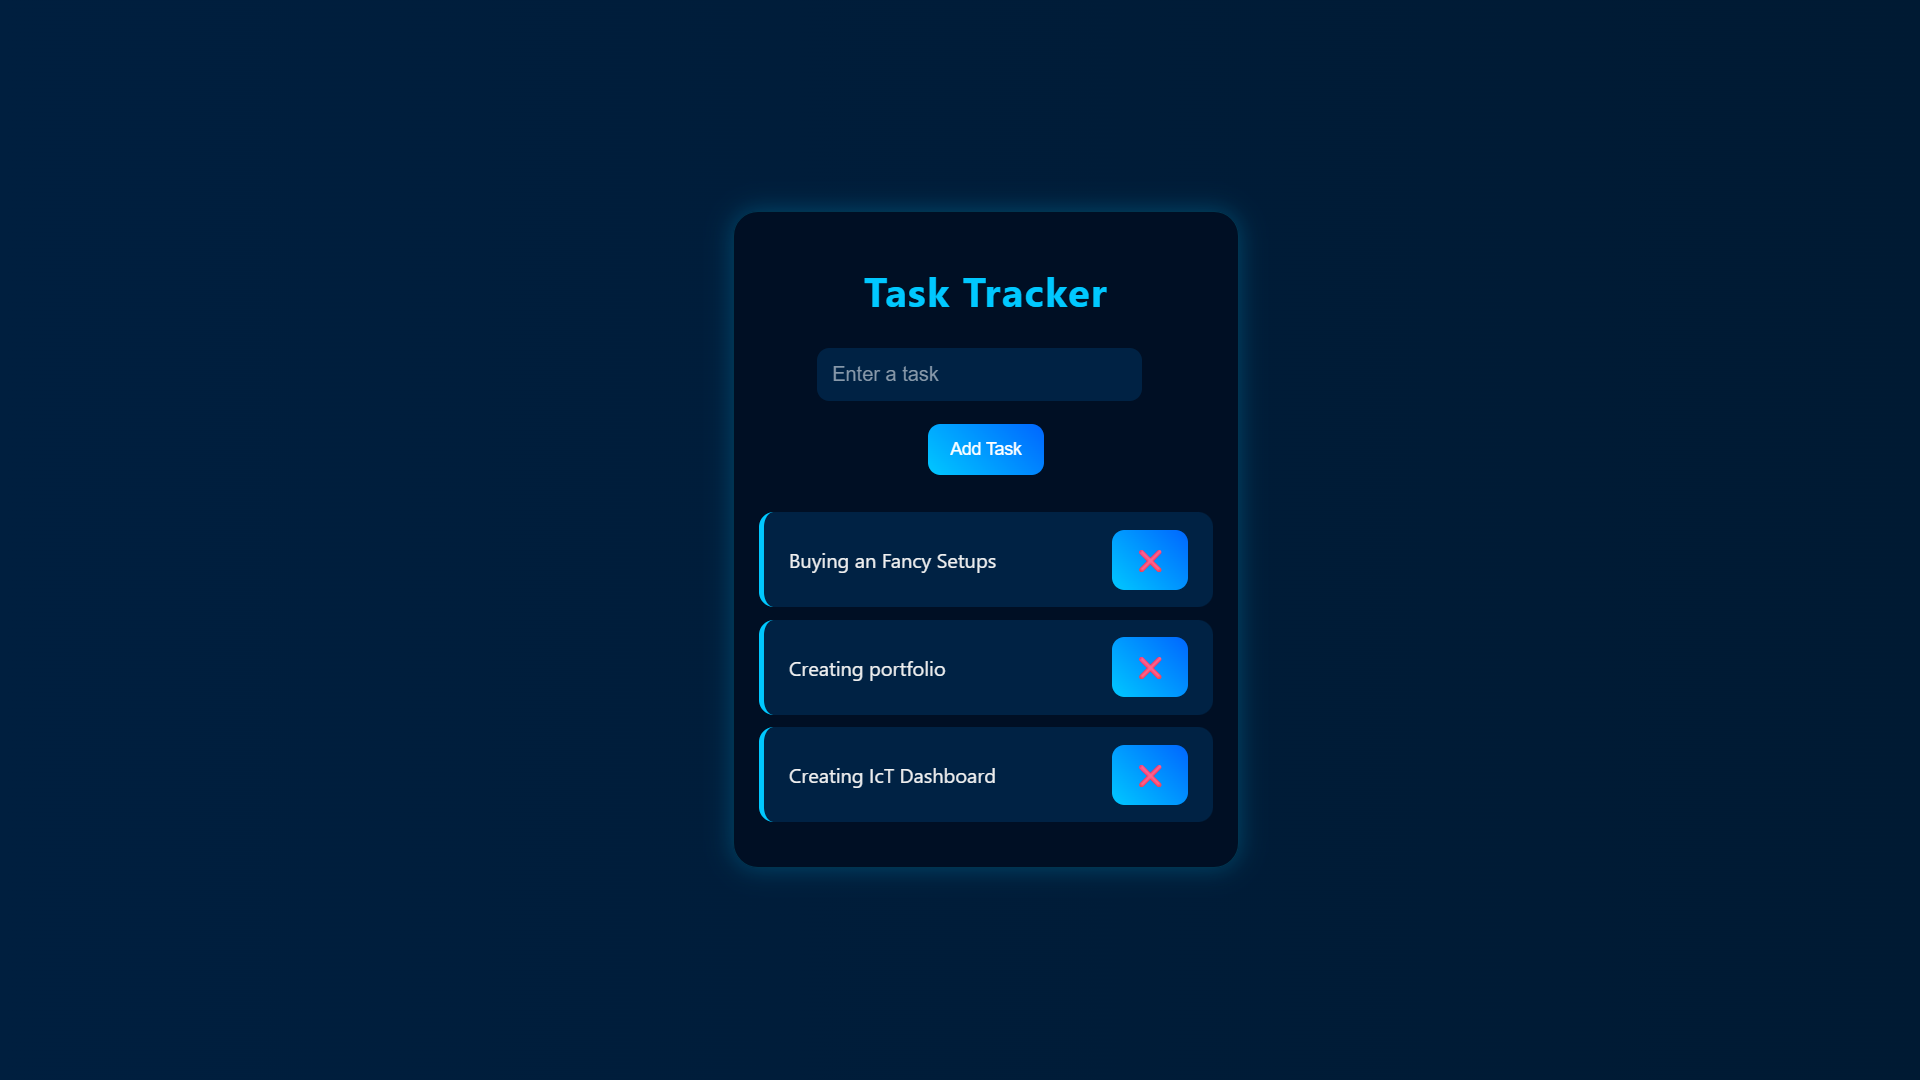 Task Tracker
Enter a task
Add Task
Buying an Fancy Setups
Creating portfolio
Creating IcT Dashboard